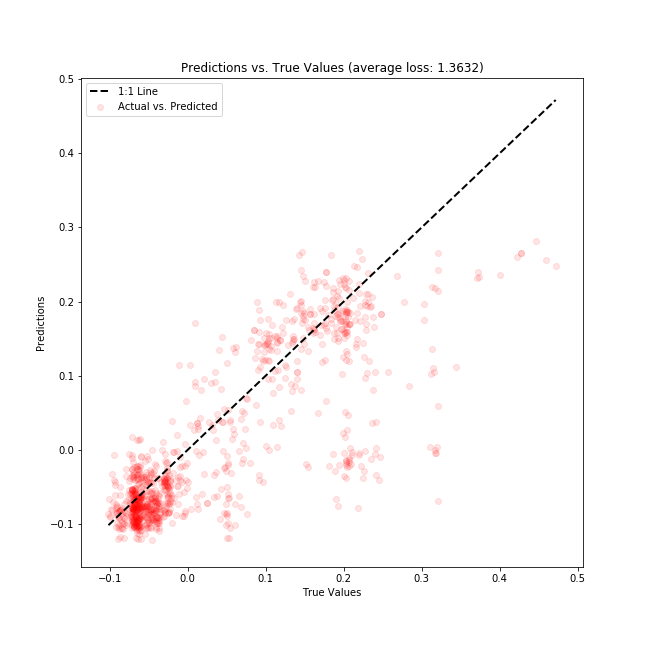 Predictions vs. True Values (average loss: 1.3632)
1:1 Line
Actual vs. Predicted
0.5
0.4
0.3
0.2
0.1
0.0
−0.1
Predictions
−0.1 0.0 0.1 0.2 0.3 0.4 0.5
True Values